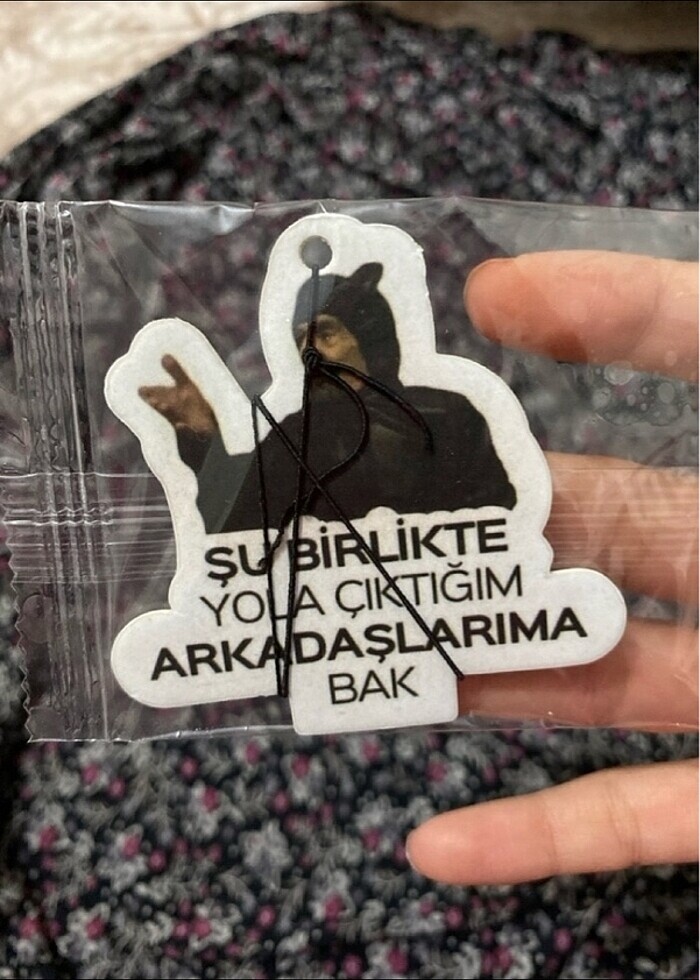 ŞU BİRLİKTE
YOLA ÇIKTIĞIM
ARKADAŞLARIMA
BAK